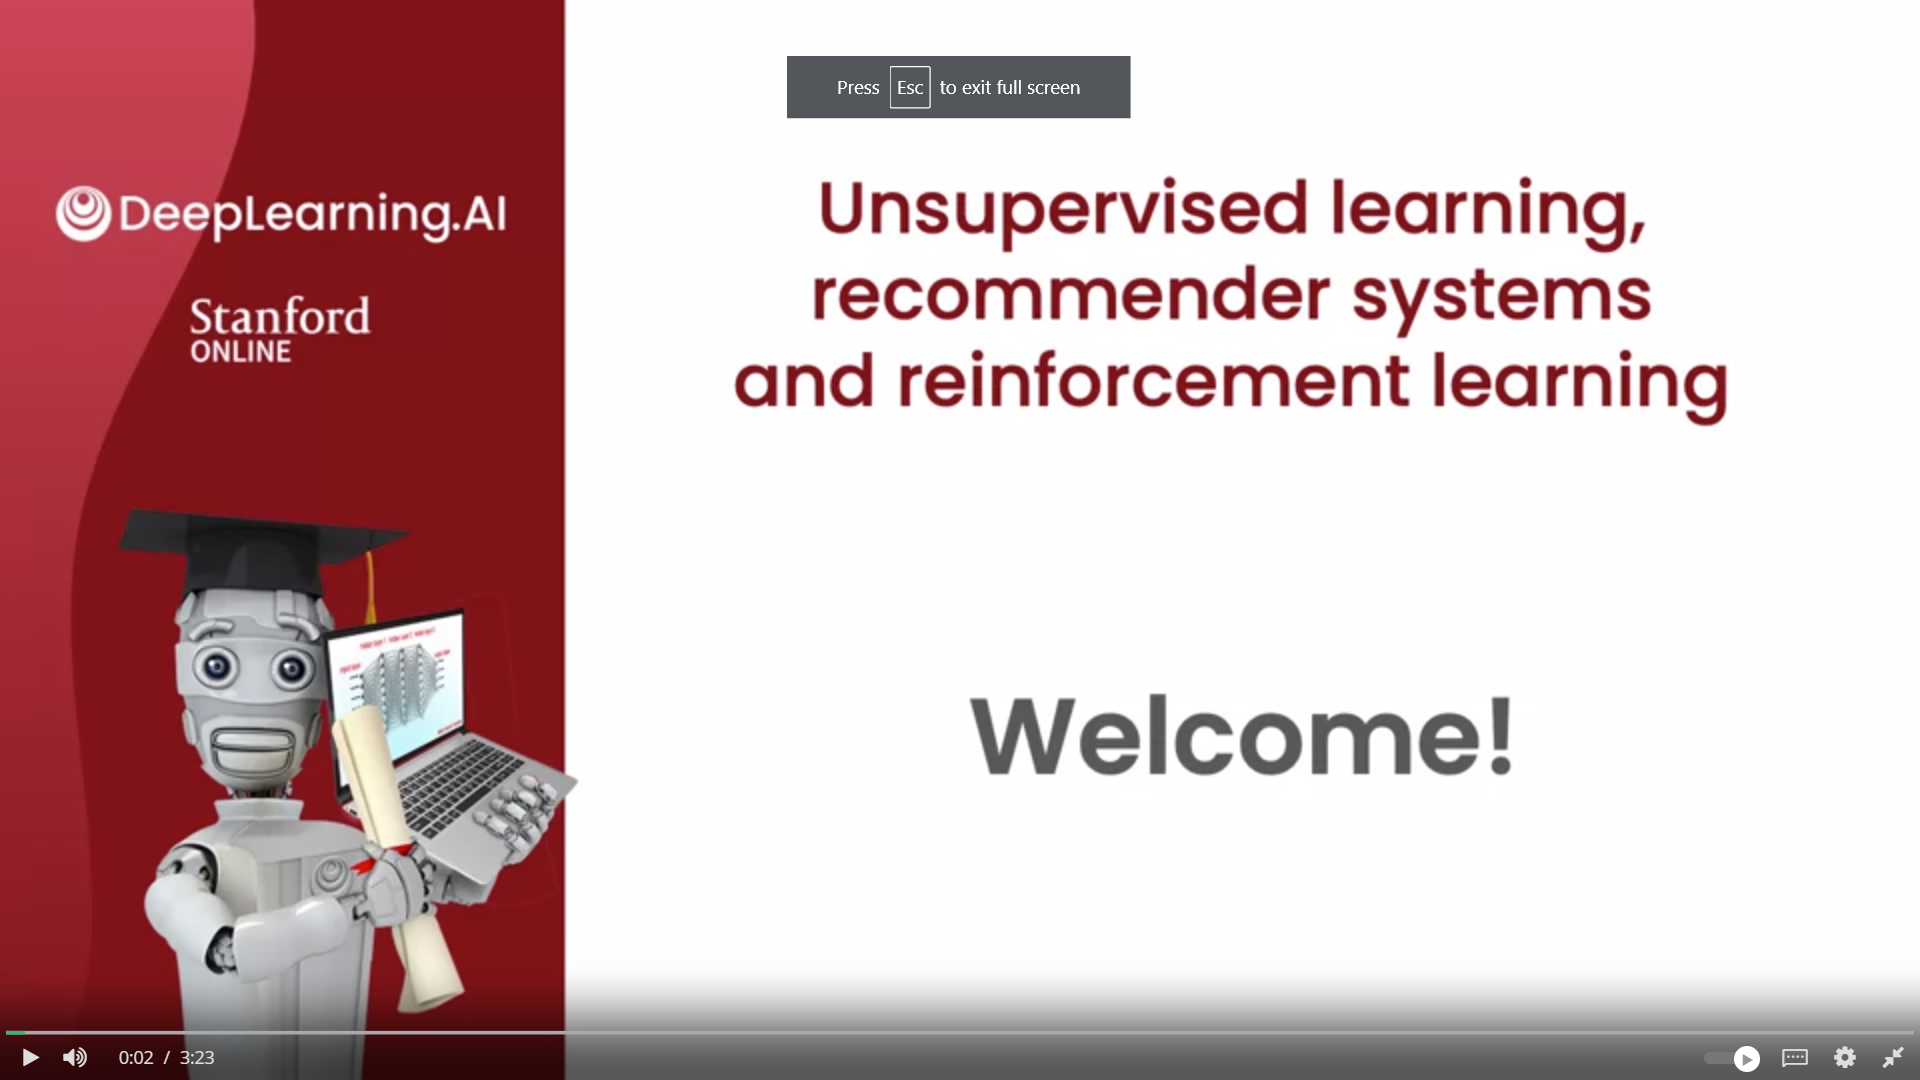 Press Esc to exit full screen
DeepLearning.AI
Stanford
ONLINE
Unsupervised learning,
recommender systems
and reinforcement learning
Welcome!
0:02 / 3:23